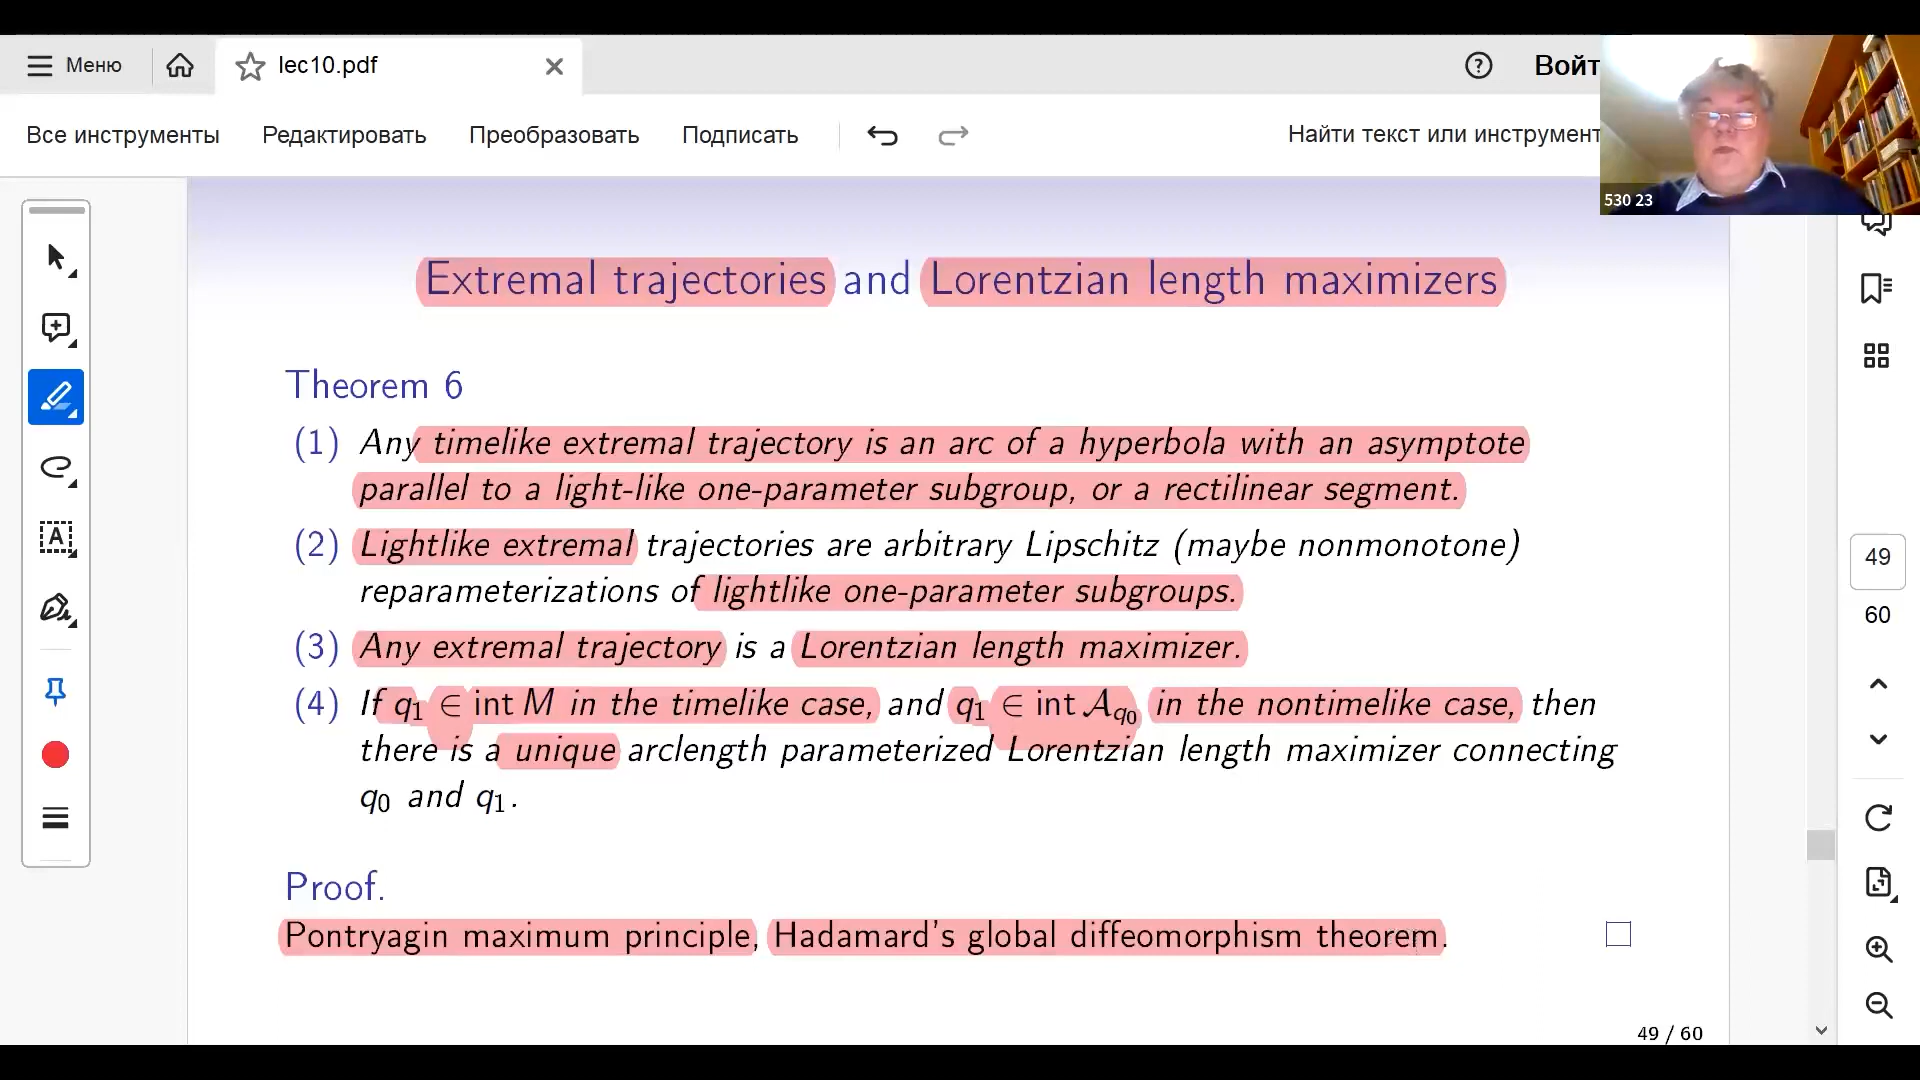 Меню
lec10.pdf
Войт
Все инструменты Редактировать Преобразовать Подписать
Найти текст или инструмент
530 23
Extremal trajectories and Lorentzian length maximizers
Theorem 6
(1) Any timelike extremal trajectory is an arc of a hyperbola with an asymptote
parallel to a light-like one-parameter subgroup, or a rectilinear segment.
(2) Lightlike extremal trajectories are arbitrary Lipschitz (maybe nonmonotone)
reparameterizations of lightlike one-parameter subgroups.
(3) Any extremal trajectory is a Lorentzian length maximizer.
(4) If q₁ ∈ int M in the timelike case, and q₁ ∈ int 𝒜_{q₀} in the nontimelike case, then
there is a unique arclength parameterized Lorentzian length maximizer connecting
q₀ and q₁.
Proof.
Pontryagin maximum principle, Hadamard's global diffeomorphism theorem. □
49 / 60
49
60
A